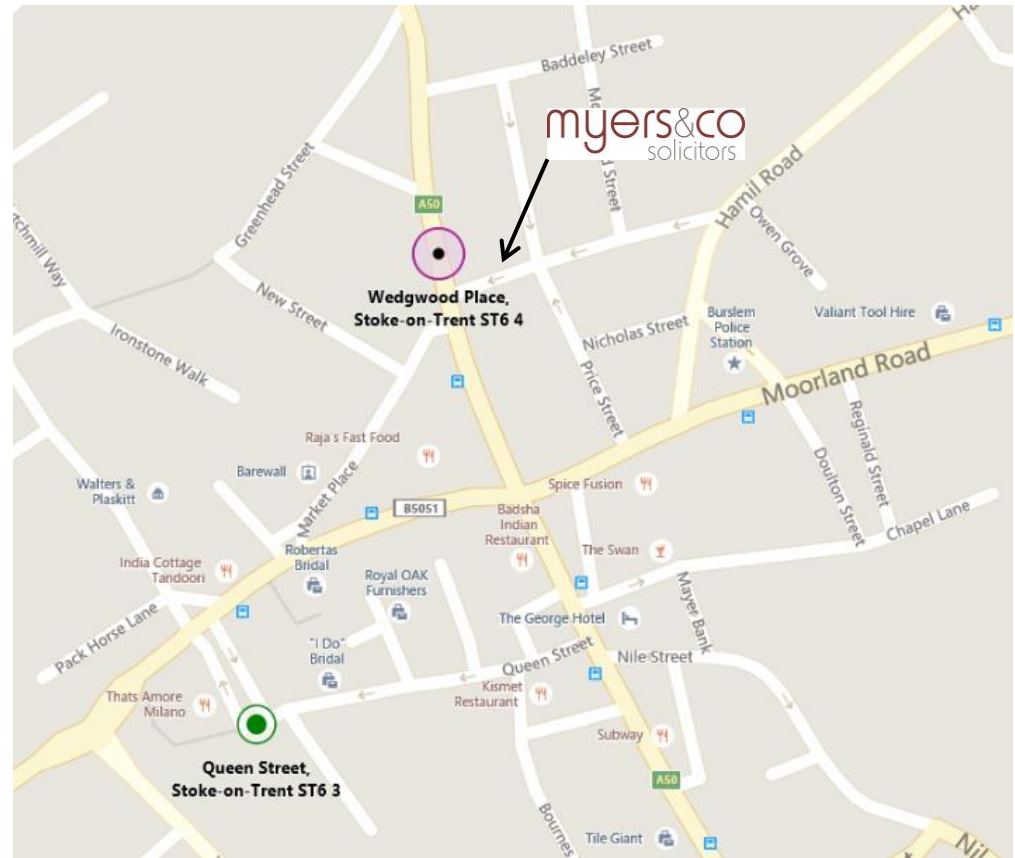 Baddeley Street
myers&co
solicitors
Street
Hamil Road
Owen Grove
Greenhead Street
A50
Wedgwood Place,
Stoke-on-Trent ST6 4
New Street
Ironstone Walk
Nicholas Street
Price Street
Burslem
Police
Station
Valiant Tool Hire
Moorland Road
Reginald Street
Doulton Street
Chapel Lane
Raja's Fast Food
Barewall
Market Place
Walters &
Plaskitt
B5051
Spice Fusion
Badsha
Indian
Restaurant
The Swan
India Cottage
Tandoori
Robertas
Bridal
Royal OAK
Furnishers
The George Hotel
Mayer Bank
Pack Horse Lane
"I Do"
Bridal
Queen Street
Nile Street
Kismet
Restaurant
Thats Amore
Milano
Subway
Queen Street,
Stoke-on-Trent ST6 3
A50
Bournes
Tile Giant